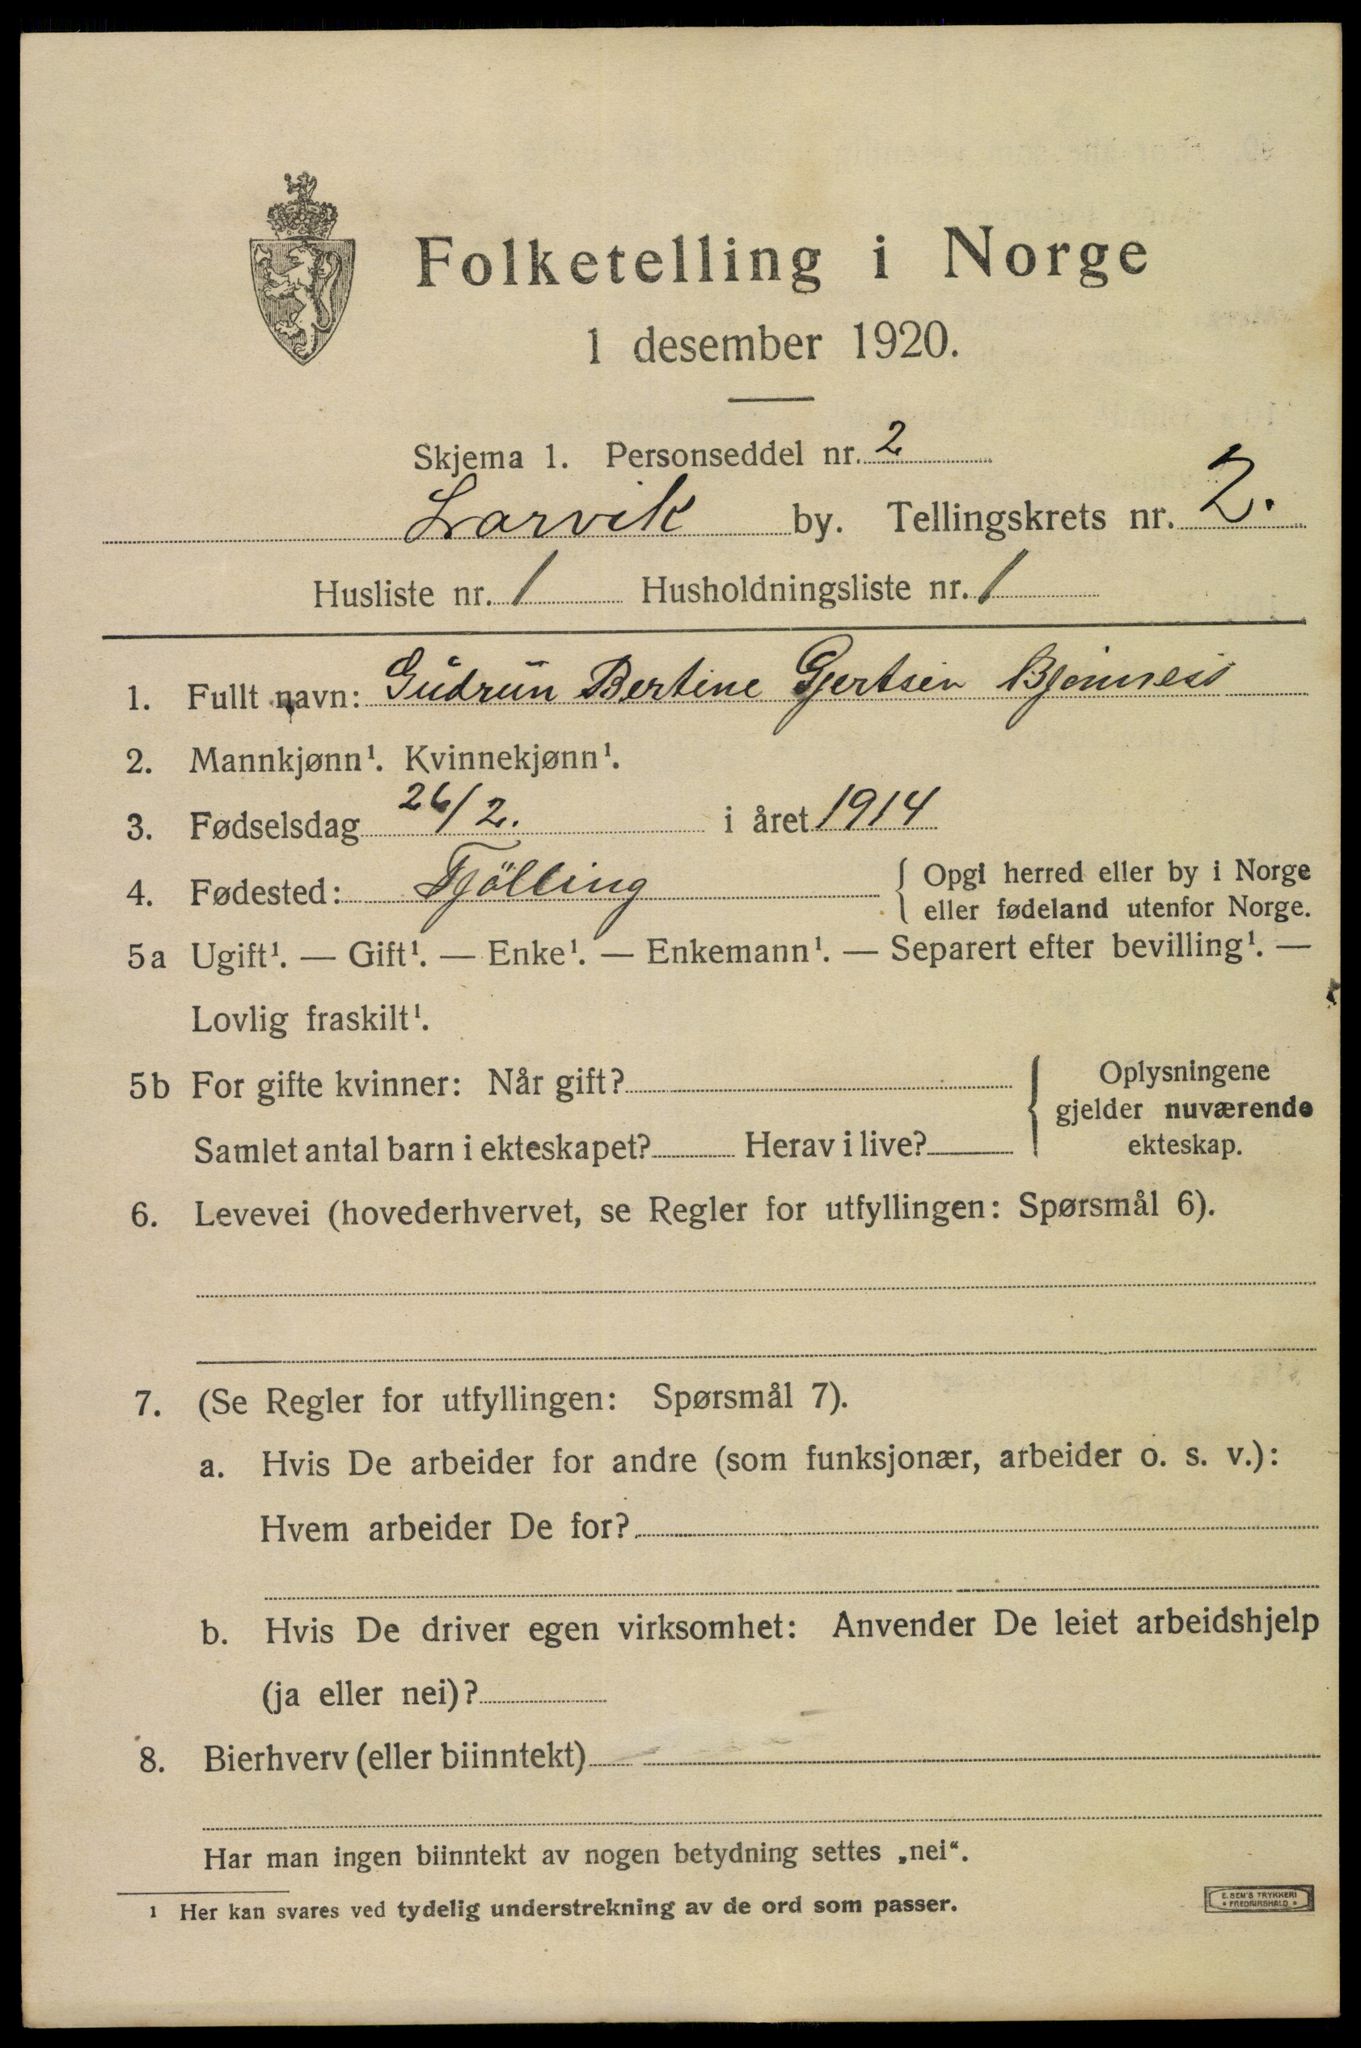 Folketelling i Norge
1 desember 1920.
Skjema 1. Personseddel nr. 2
Larvik by. Tellingskrets nr. 2.
Husliste nr. 1 Husholdningsliste nr. 1
1. Fullt navn: Gudrun Bertine Gjertsen
2. Mannkjønn¹. Kvinnekjønn¹.
3. Fødselsdag 26/2. i året 1914
4. Fødested: Tjölling { Opgi herred eller by i Norge
eller fødeland utenfor Norge.
5a Ugift¹. — Gift¹. — Enke¹. — Enkemann¹. — Separert efter bevilling¹. —
Lovlig fraskilt¹.
5b For gifte kvinner: Når gift? { Oplysningene
gjelder nuværende
Samlet antal barn i ekteskapet? Herav i live? ekteskap.
6. Levevei (hovederhvervet, se Regler for utfyllingen: Spørsmål 6).
7. (Se Regler for utfyllingen: Spørsmål 7).
a. Hvis De arbeider for andre (som funksjonær, arbeider o. s. v.):
Hvem arbeider De for?
b. Hvis De driver egen virksomhet: Anvender De leiet arbeidshjelp
(ja eller nei)?
8. Bierhverv (eller biinntekt)
Har man ingen biinntekt av nogen betydning settes „nei“.
¹ Her kan svares ved tydelig understrekning av de ord som passer.
E. SEM'S TRYKKERI
FREDRIKSHALD